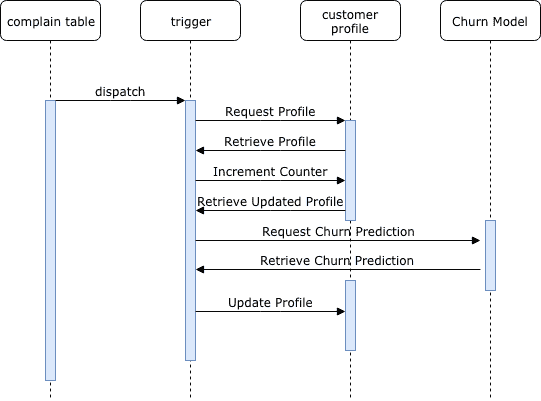 complain table
trigger
customer
profile
Churn Model
dispatch
Request Profile
Retrieve Profile
Increment Counter
Retrieve Updated Profile
Request Churn Prediction
Retrieve Churn Prediction
Update Profile